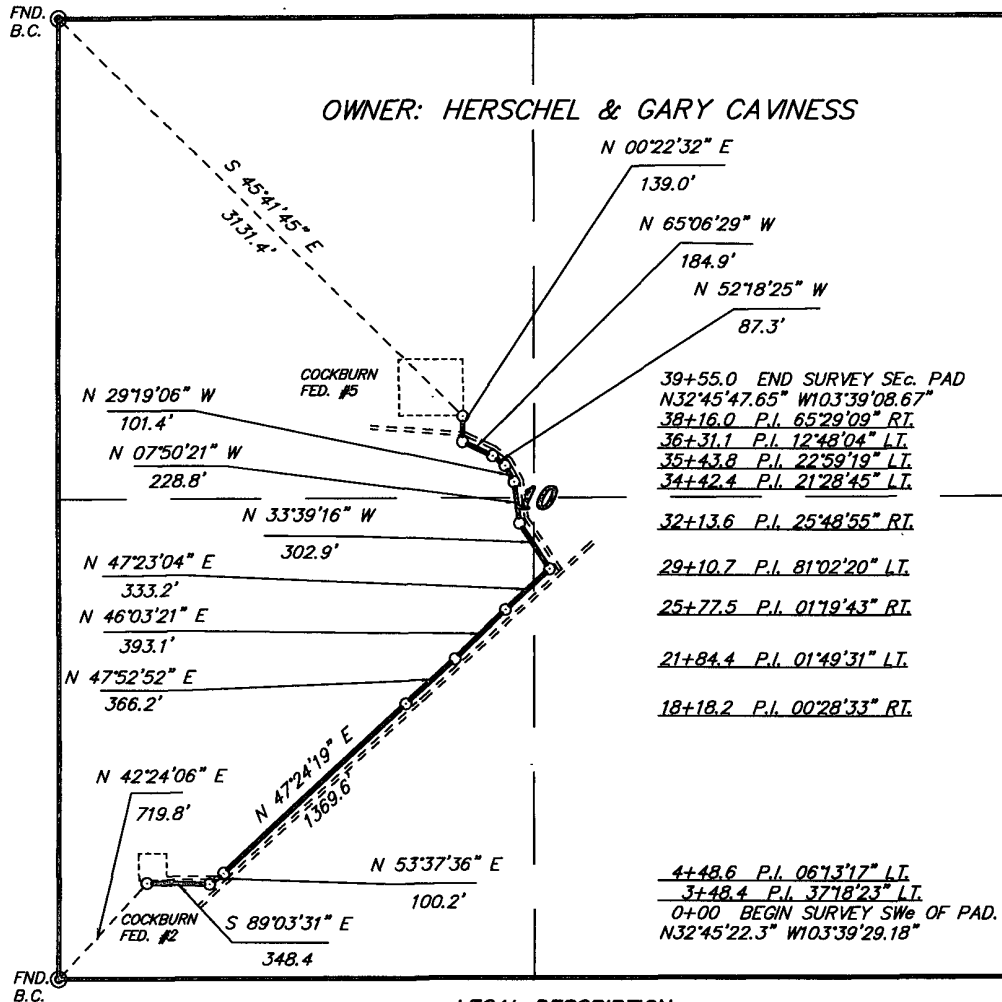 FND.
B.C.
OWNER: HERSCHEL & GARY CAVINESS
N 00°22'32" E
139.0'
S 45°41'45" E
3131.4'
N 65°06'29" W
184.9'
N 52°18'25" W
87.3'
COCKBURN
FED. #5
N 29°19'06" W
101.4'
N 07°50'21" W
228.8'
10
N 33°39'16" W
302.9'
N 47°23'04" E
333.2'
N 46°03'21" E
393.1'
N 47°52'52" E
366.2'
N 47°24'19" E
1369.6'
N 42°24'06" E
719.8'
N 53°37'36" E
100.2'
COCKBURN
FED. #2
S 89°03'31" E
348.4
39+55.0 END SURVEY SEc. PAD
N32°45'47.65" W103°39'08.67"
38+16.0 P.I. 65°29'09" RT.
36+31.1 P.I. 12°48'04" LT.
35+43.8 P.I. 22°59'19" LT.
34+42.4 P.I. 21°28'45" LT.
32+13.6 P.I. 25°48'55" RT.
29+10.7 P.I. 81°02'20" LT.
25+77.5 P.I. 01°19'43" RT.
21+84.4 P.I. 01°49'31" LT.
18+18.2 P.I. 00°28'33" RT.
4+48.6 P.I. 06°13'17" LT.
3+48.4 P.I. 37°18'23" LT.
0+00 BEGIN SURVEY SWe OF PAD.
N32°45'22.3" W103°39'29.18"
FND.
B.C.